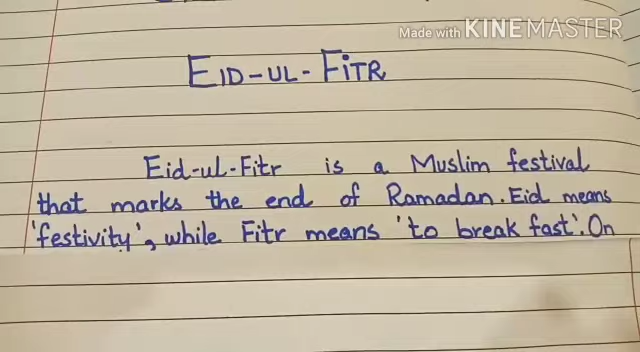 Made with KINEMASTER
EID-UL-FiTR
Eid-ul-Fitr is a Muslim festival
that marks the end of Ramadan. Eid means
'festivity', while Fitr means 'to break fast'. On